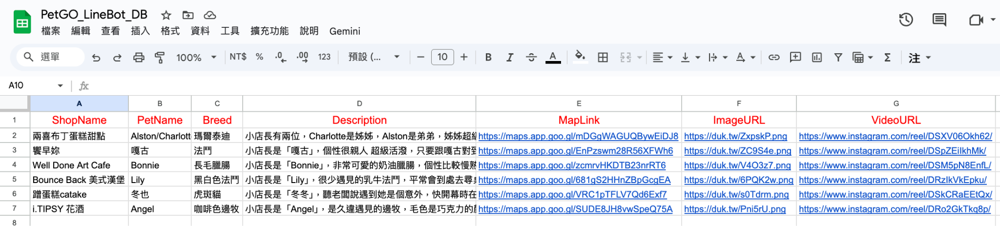 PetGO_LineBot_DB
檔案 編輯 查看 插入 格式 資料 工具 擴充功能 說明 Gemini
選單 100% NT$ % .0 .00 123 預設 (... 10 B I S A Σ 注
A10 fx
A B C D E F G
1 ShopName PetName Breed Description MapLink ImageURL VideoURL
2 兩喜布丁蛋糕甜點 Alston/Charlott 瑪爾泰迪 小店長有兩位，Charlotte是姊姊，Alston是弟弟，姊姊超級 https://maps.app.goo.gl/mDGgWAGUQBywEiDJ8 https://duk.tw/ZxpskP.png https://www.instagram.com/reel/DSXV06Okh62/
3 饗早妳 嘎古 法鬥 小店長是「嘎古」，個性很親人 超級活潑，只要跟嘎古對到 https://maps.app.goo.gl/EnPzswm28R56XFWh6 https://duk.tw/ZC9S4e.png https://www.instagram.com/reel/DSpZEiIkhMk/
4 Well Done Art Cafe Bonnie 長毛臘腸 小店長是「Bonnie」，非常可愛的奶油臘腸，個性比較慢熟 https://maps.app.goo.gl/zcmrvHKDTB23nrRT6 https://duk.tw/V4O3z7.png https://www.instagram.com/reel/DSM5pN8EnfL/
5 Bounce Back 美式漢堡 Lily 黑白色法鬥 小店長是「Lily」，很少遇見的乳牛法鬥，平常會到處去尋桌 https://maps.app.goo.gl/681gS2HHnZBpGcgEA https://duk.tw/6PQK2w.png https://www.instagram.com/reel/DRzIkVkEpku/
6 蹭蛋糕catake 冬也 虎斑貓 小店長是「冬冬」，聽老闆說遇到她是個意外，快開幕時在 https://maps.app.goo.gl/VRC1pTFLV7Qd6Exf7 https://duk.tw/s0Tdrm.png https://www.instagram.com/reel/DSkCRaEEtQx/
7 i.TIPSY 花酒 Angel 咖啡色邊牧 小店長是「Angel」，是久違遇見的邊牧，毛色是巧克力的顏 https://maps.app.goo.gl/SUDE8JH8vwSpeQ75A https://duk.tw/Pni5rU.png https://www.instagram.com/reel/DRo2GkTkq8p/
8